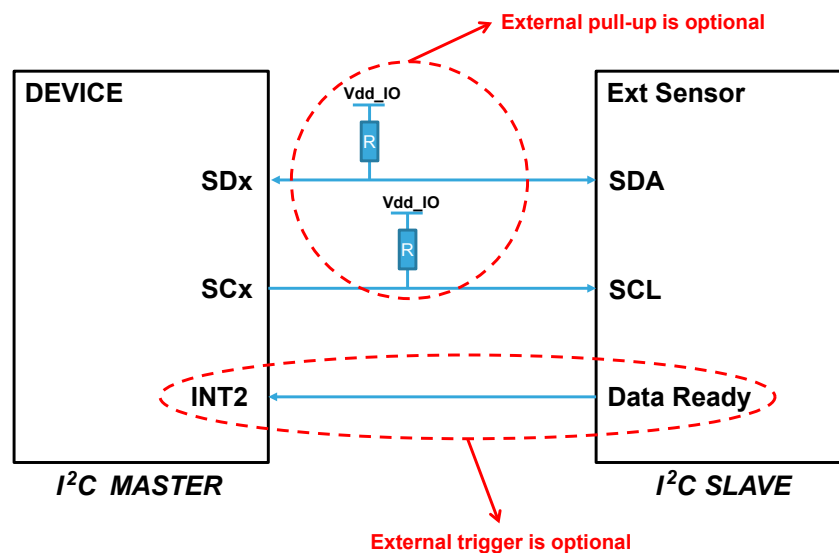 External pull-up is optional
DEVICE
Ext Sensor
Vdd_IO
R
SDx
SDA
Vdd_IO
R
SCx
SCL
INT2
Data Ready
I²C MASTER
I²C SLAVE
External trigger is optional